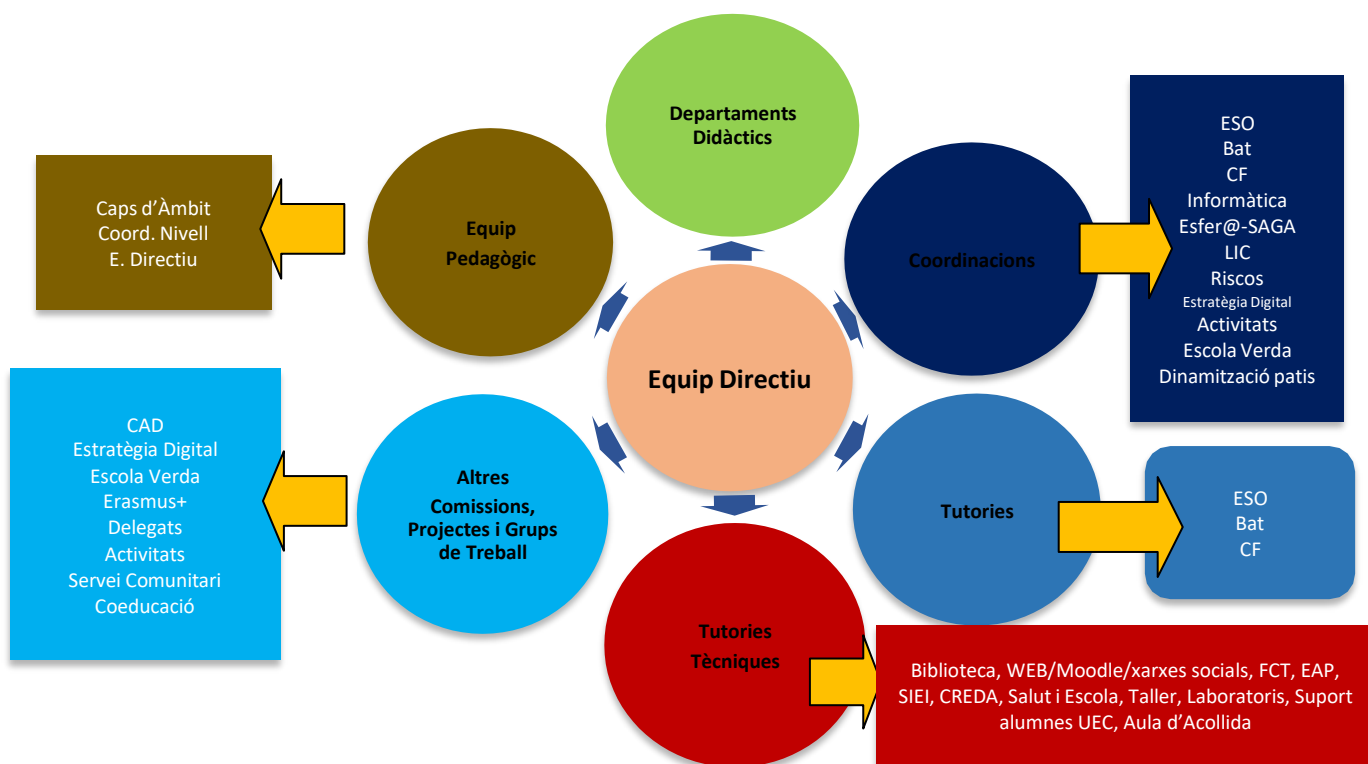 Departaments
Didàctics
ESO
Bat
CF
Informàtica
Esfer@-SAGA
LIC
Riscos
Estratègia Digital
Activitats
Escola Verda
Dinamització patis
Caps d’Àmbit
Coord. Nivell
E. Directiu
Equip
Pedagògic
Coordinacions
Equip Directiu
CAD
Estratègia Digital
Escola Verda
Erasmus+
Delegats
Activitats
Servei Comunitari
Coeducació
Altres
Comissions,
Projectes i Grups
de Treball
Tutories
ESO
Bat
CF
Tutories
Tècniques
Biblioteca, WEB/Moodle/xarxes socials, FCT, EAP,
SIEI, CREDA, Salut i Escola, Taller, Laboratoris, Suport
alumnes UEC, Aula d’Acollida